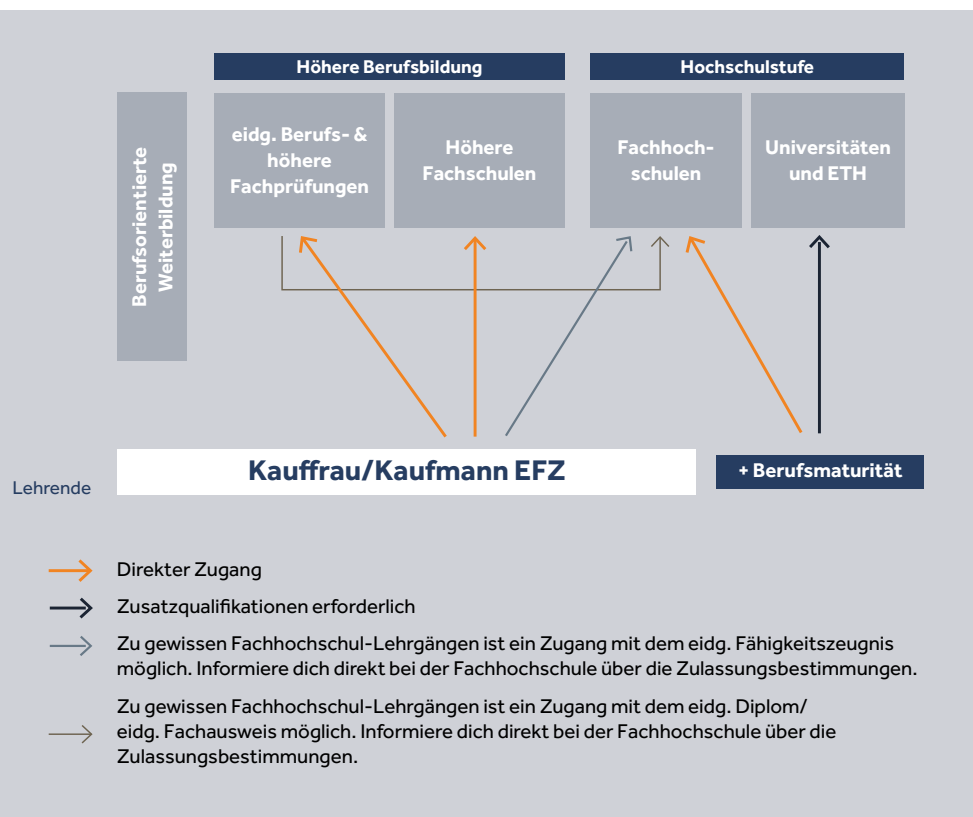 Höhere Berufsbildung
Hochschulstufe
Berufsorientierte
Weiterbildung
eidg. Berufs- &
höhere
Fachprüfungen
Höhere
Fachschulen
Fachhoch-
schulen
Universitäten
und ETH
Lehrende
Kauffrau/Kaufmann EFZ
+ Berufsmaturität
Direkter Zugang
Zusatzqualifikationen erforderlich
Zu gewissen Fachhochschul-Lehrgängen ist ein Zugang mit dem eidg. Fähigkeitszeugnis
möglich. Informiere dich direkt bei der Fachhochschule über die Zulassungsbestimmungen.
Zu gewissen Fachhochschul-Lehrgängen ist ein Zugang mit dem eidg. Diplom/
eidg. Fachausweis möglich. Informiere dich direkt bei der Fachhochschule über die
Zulassungsbestimmungen.